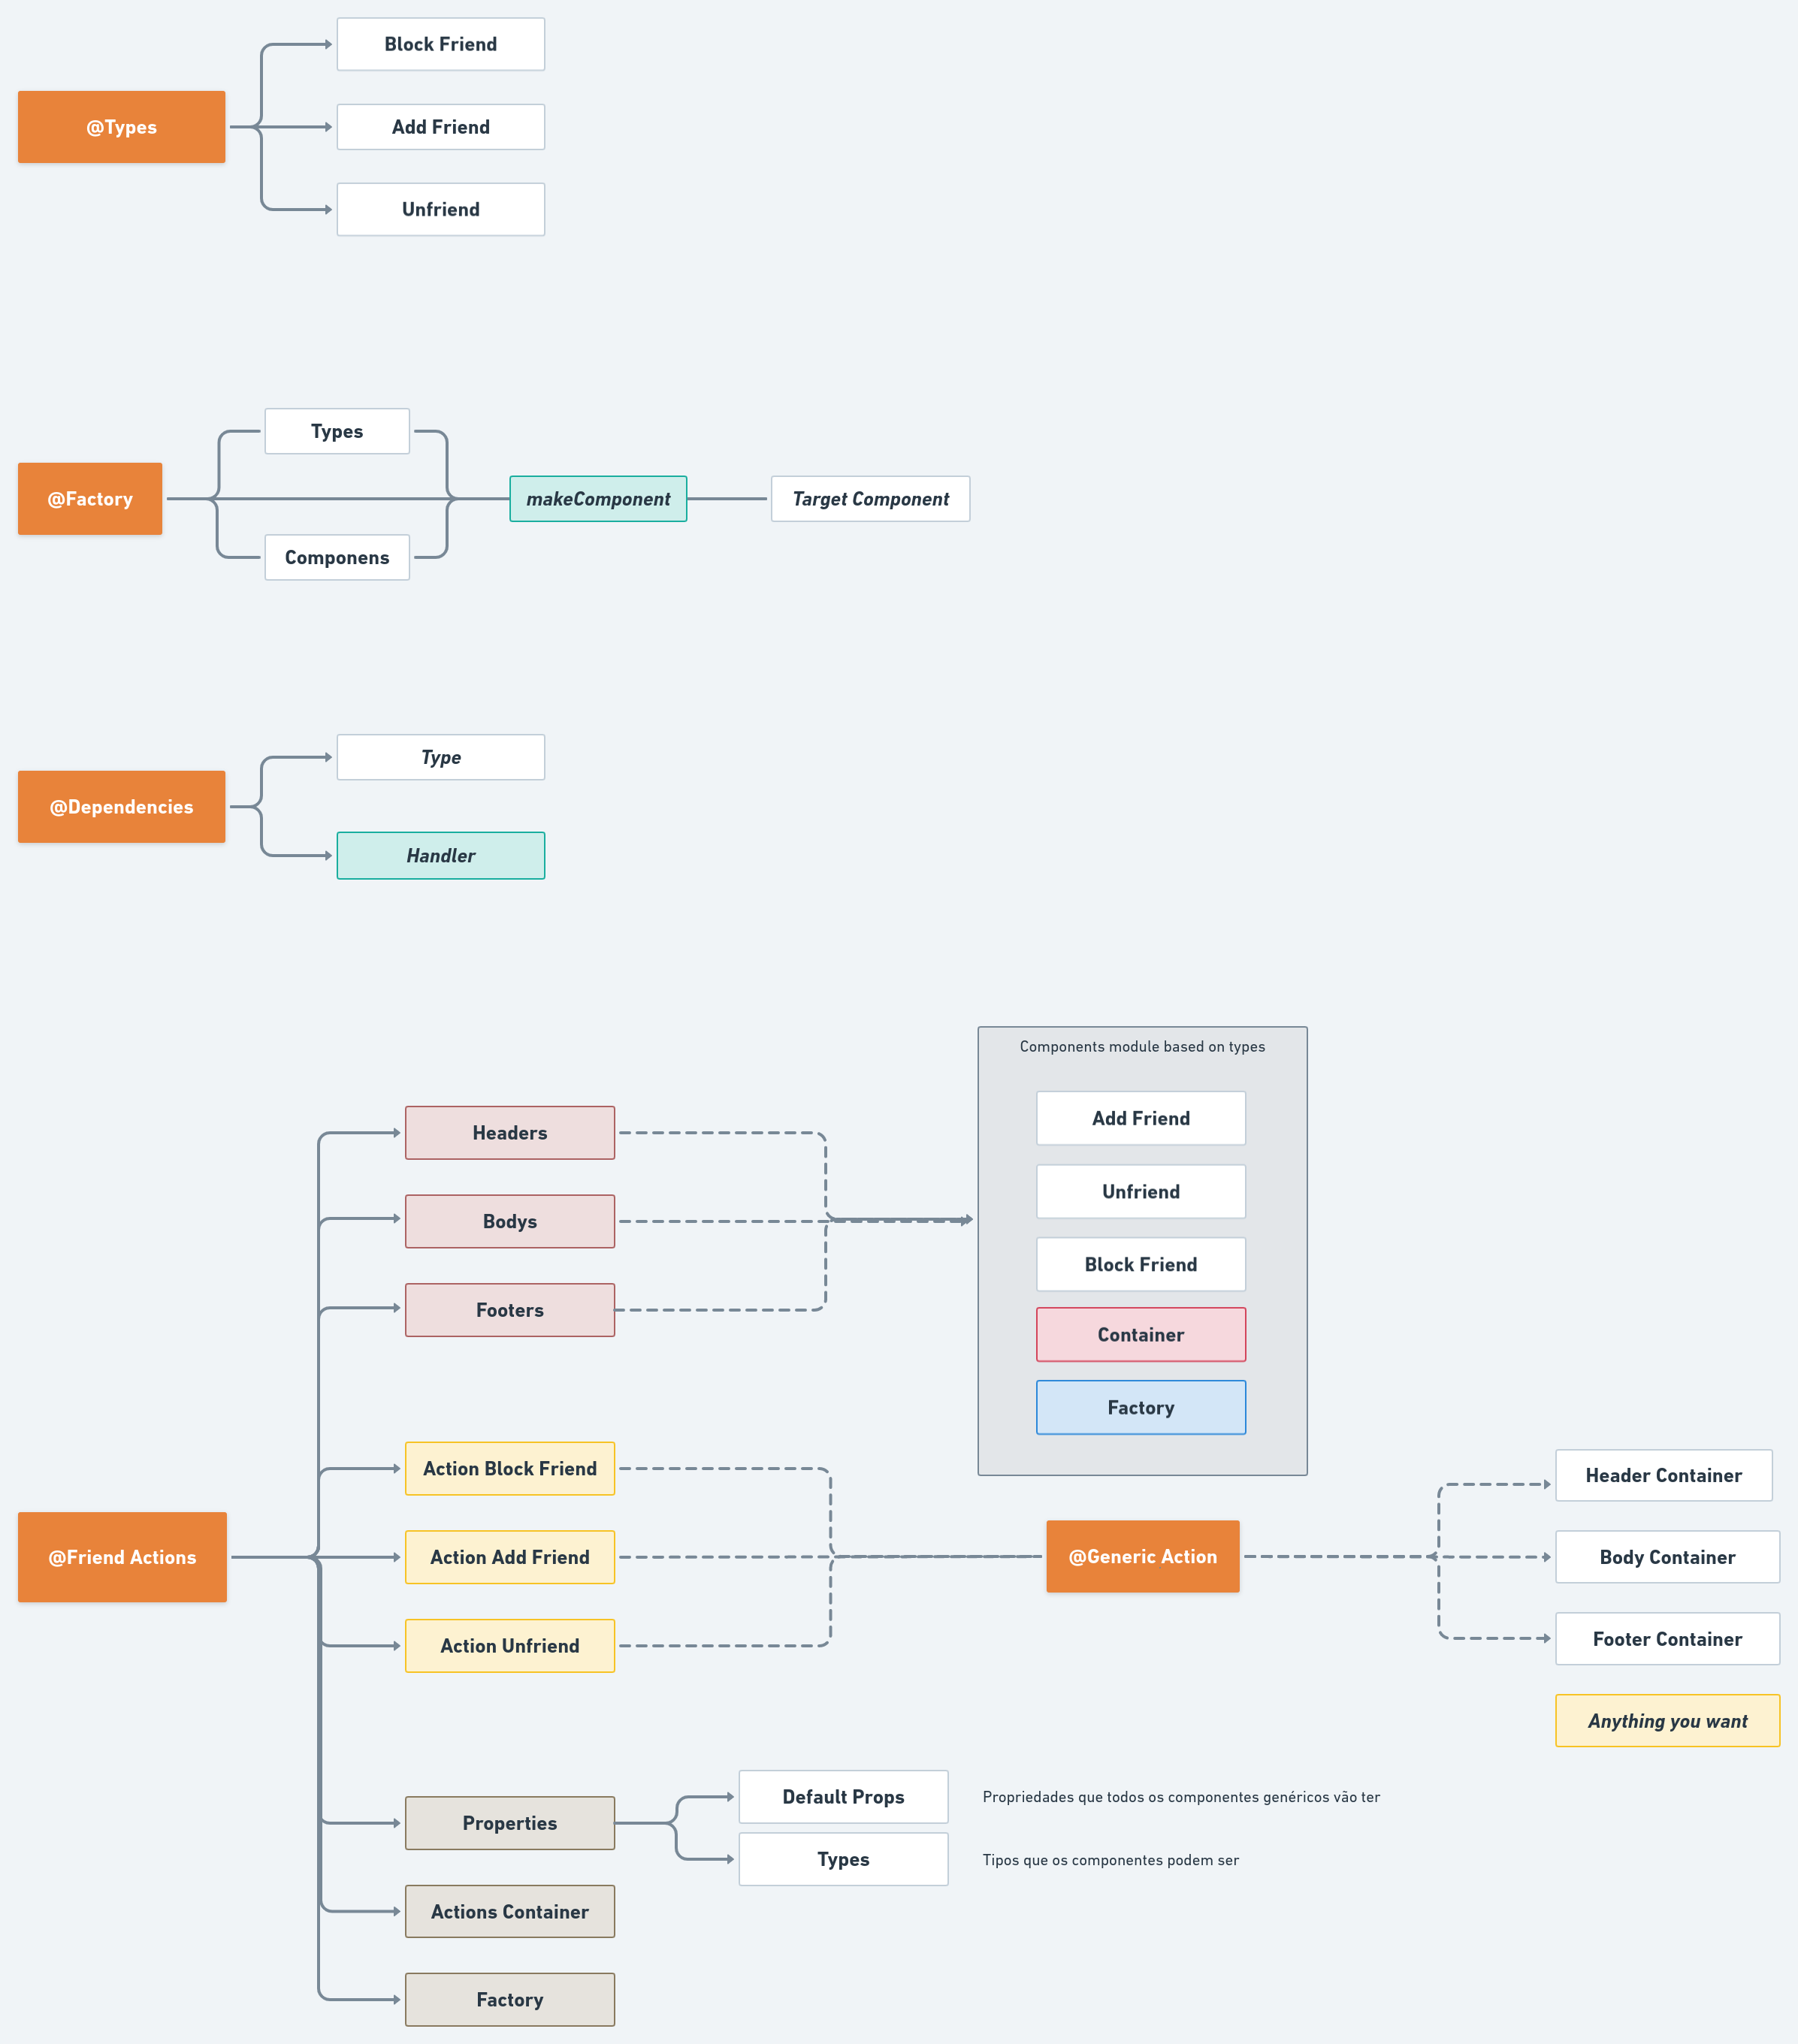 Block Friend
@Types
Add Friend
Unfriend
Types
@Factory
makeComponent
Target Component
Componens
Type
@Dependencies
Handler
Components module based on types
Add Friend
Unfriend
Block Friend
Container
Factory
Headers
Bodys
Footers
Action Block Friend
@Friend Actions
Action Add Friend
Action Unfriend
@Generic Action
Header Container
Body Container
Footer Container
Anything you want
Properties
Default Props
Propriedades que todos os componentes genéricos vão ter
Types
Tipos que os componentes podem ser
Actions Container
Factory